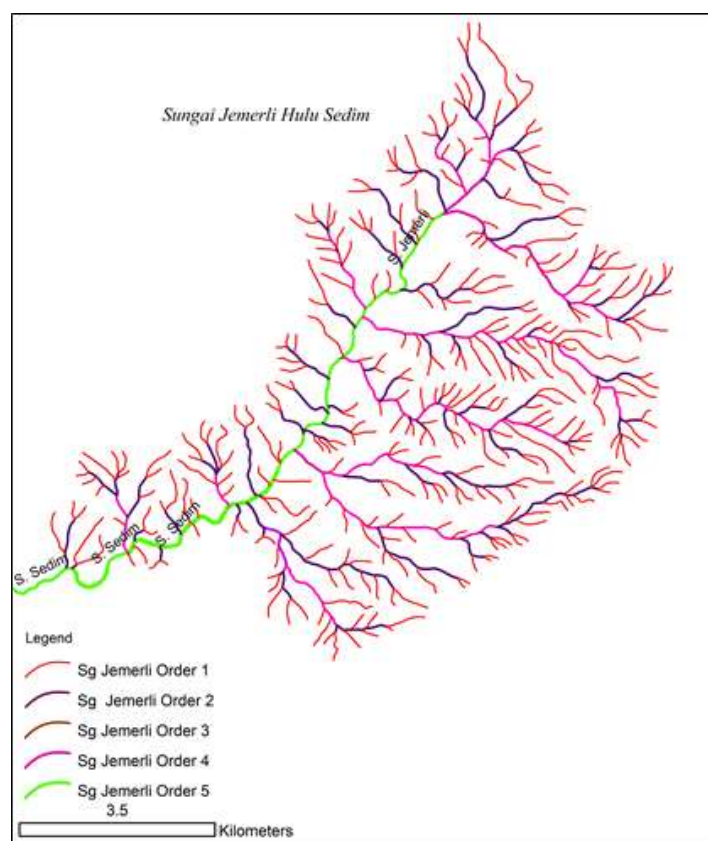 Sungai Jemerli Hulu Sedim
S. Jemerli
S. Sedim
S. Sedim
S. Sedim
Legend
Sg Jemerli Order 1
Sg Jemerli Order 2
Sg Jemerli Order 3
Sg Jemerli Order 4
Sg Jemerli Order 5
3.5
Kilometers